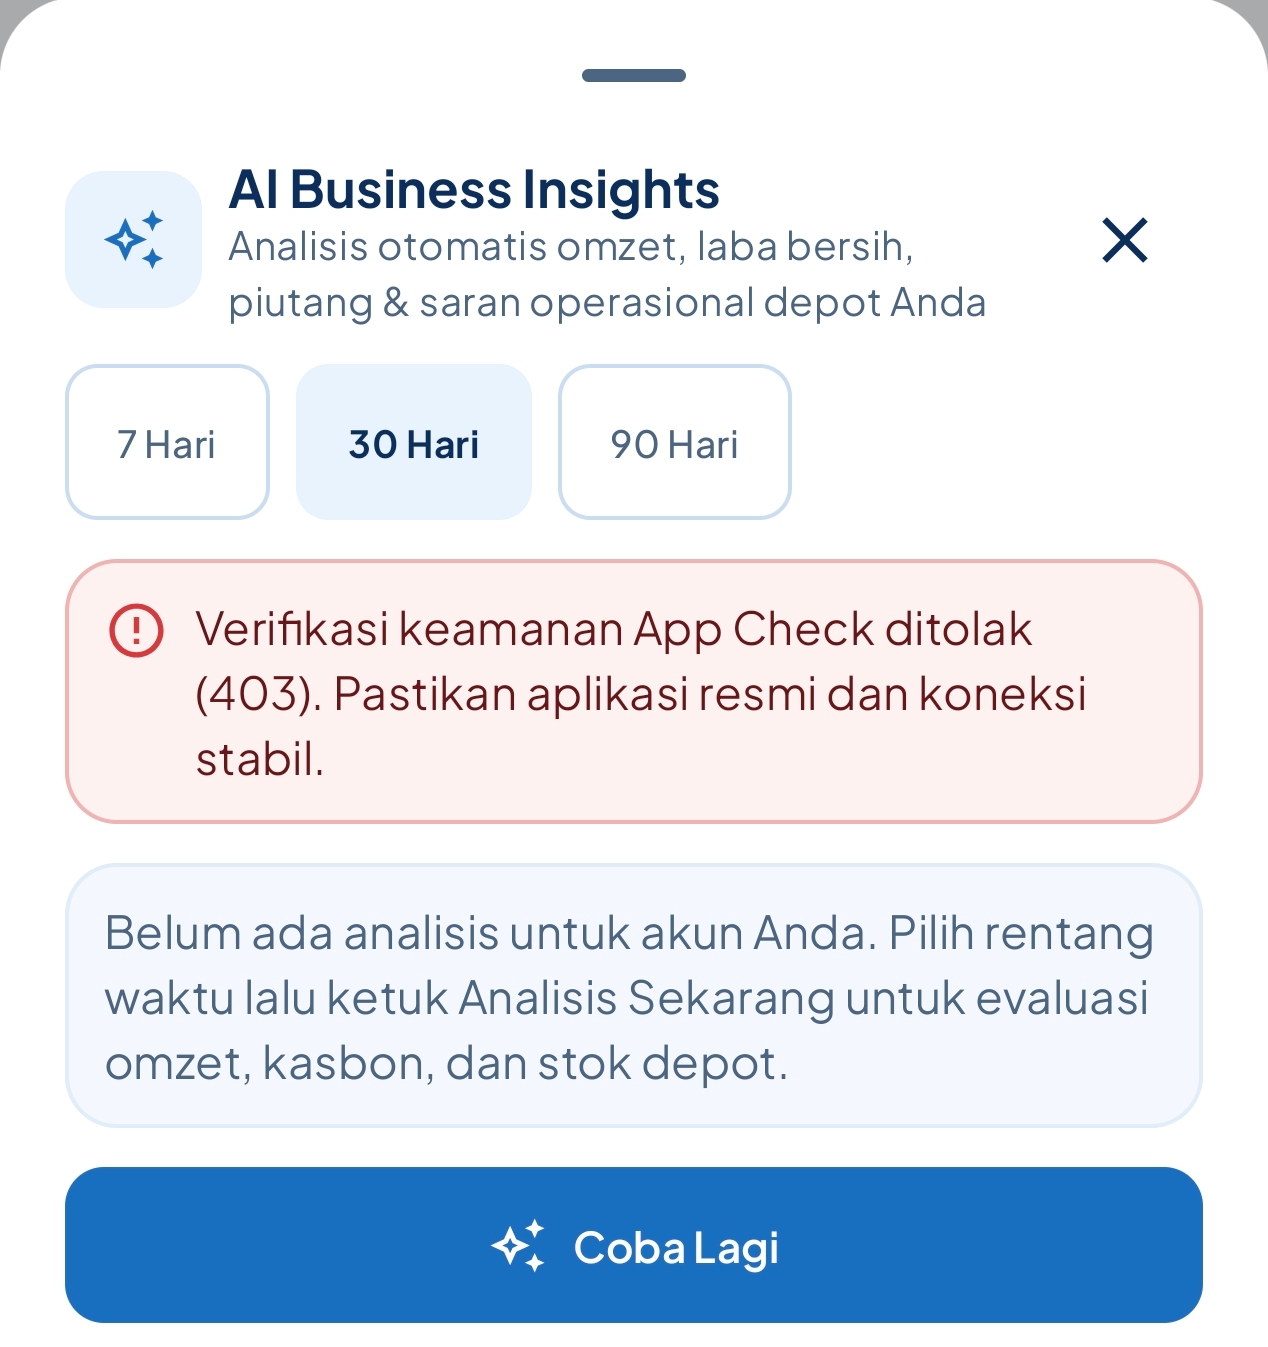 AI Business Insights
Analisis otomatis omzet, laba bersih,
piutang & saran operasional depot Anda
7 Hari
30 Hari
90 Hari
Verifikasi keamanan App Check ditolak
(403). Pastikan aplikasi resmi dan koneksi
stabil.
Belum ada analisis untuk akun Anda. Pilih rentang
waktu lalu ketuk Analisis Sekarang untuk evaluasi
omzet, kasbon, dan stok depot.
Coba Lagi